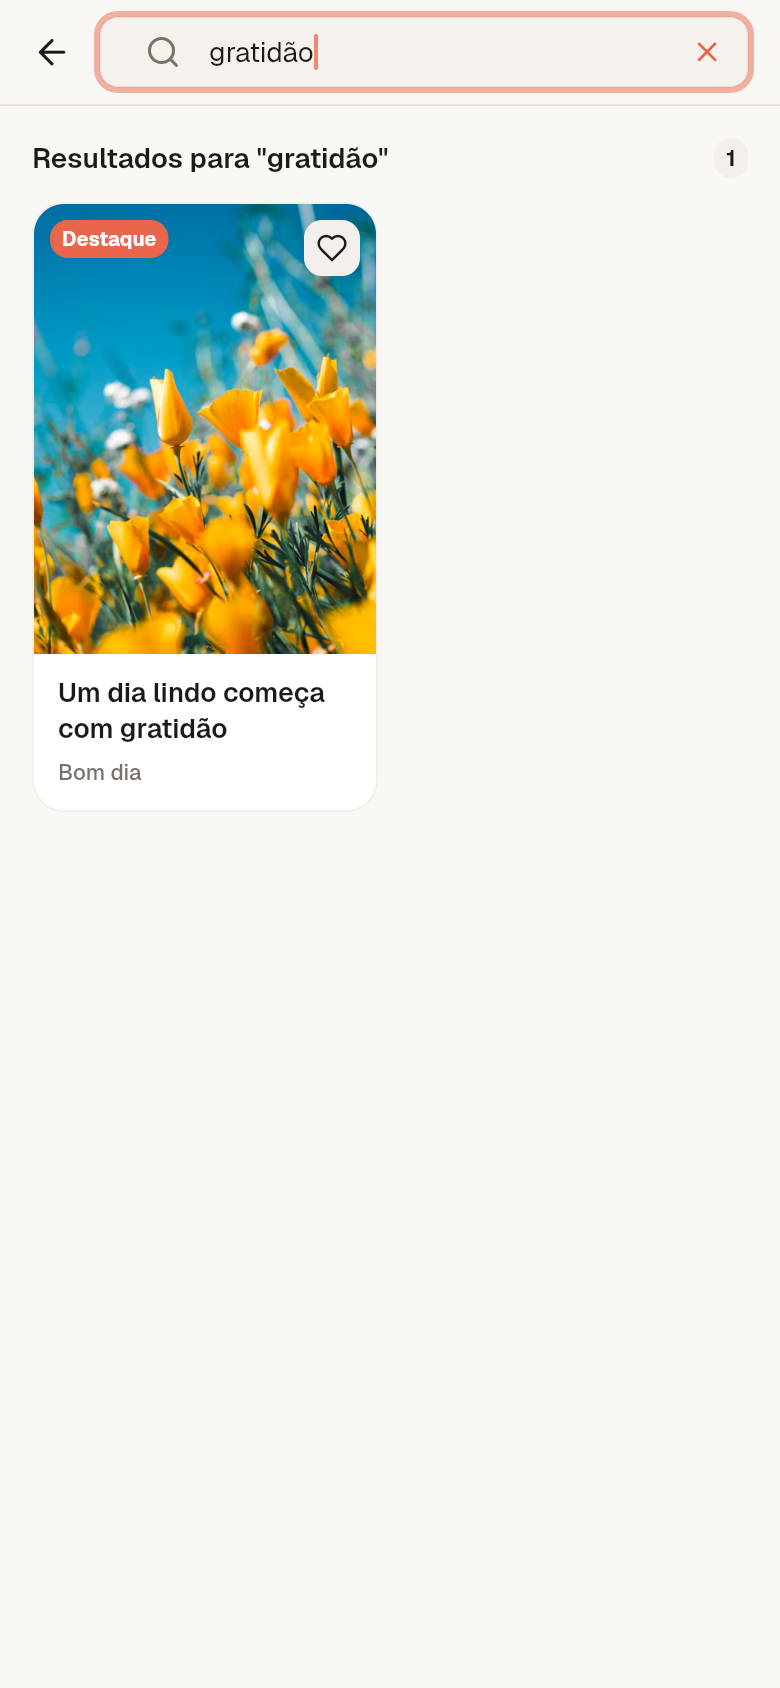 gratidão
Resultados para "gratidão"
1
Destaque
Um dia lindo começa
com gratidão
Bom dia